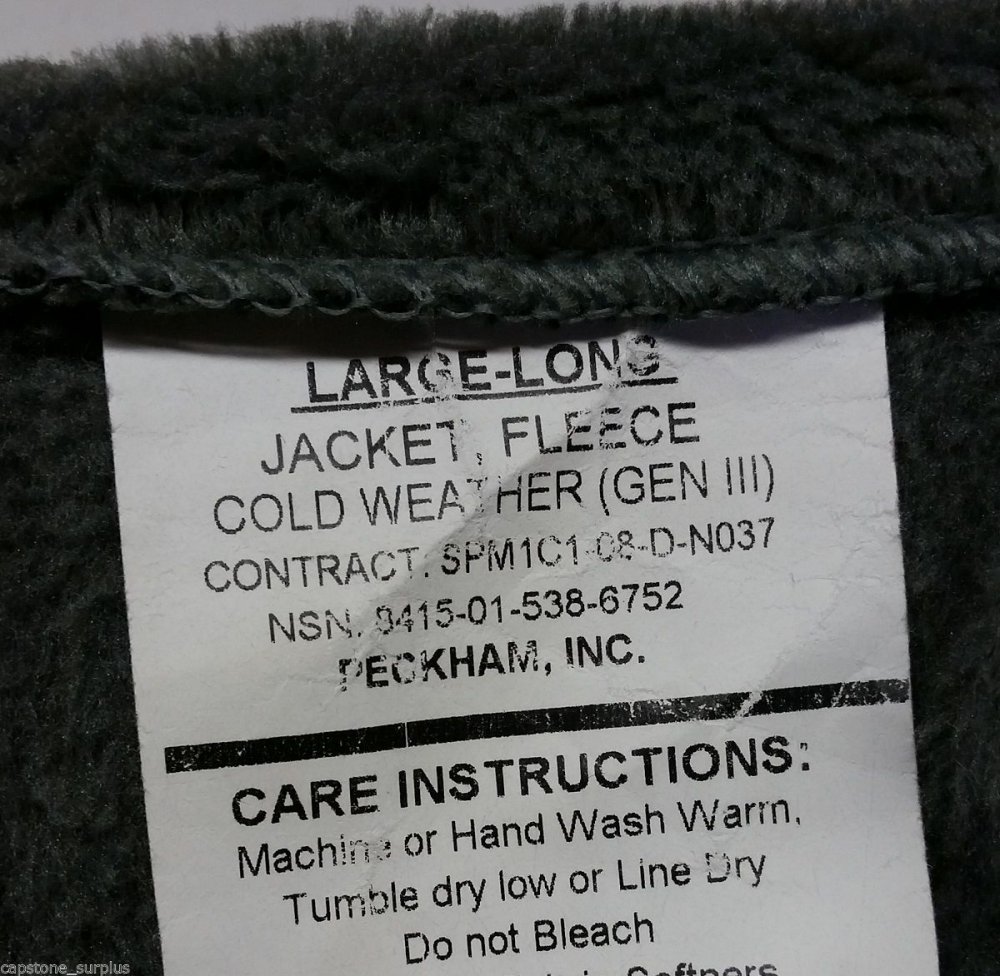 LARGE-LONG
JACKET, FLEECE
COLD WEATHER (GEN III)
CONTRACT. SPM1C1-08-D-N037
NSN. 8415-01-538-6752
PECKHAM, INC.
CARE INSTRUCTIONS:
Machine or Hand Wash Warm,
Tumble dry low or Line Dry
Do not Bleach
Softners
capstone_surplus